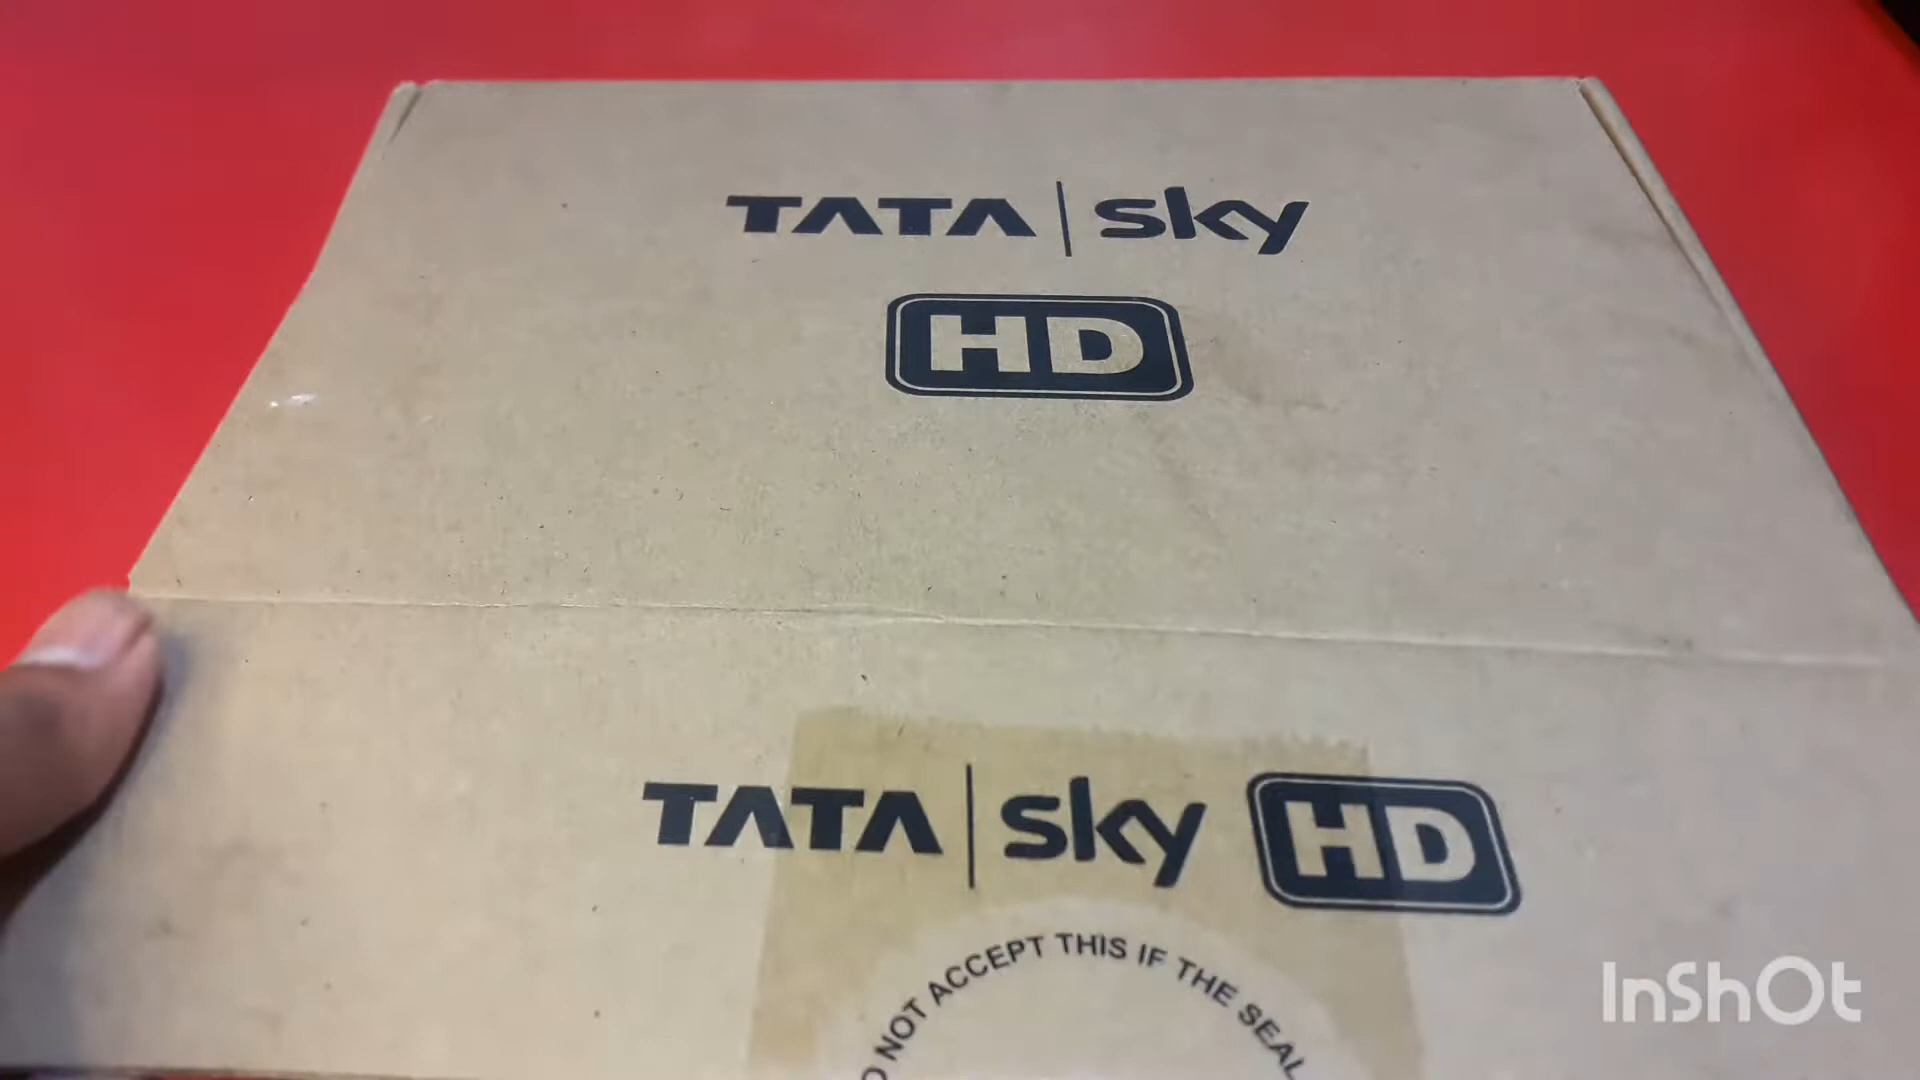 TATA | sky
HD
TATA | sky HD
NOT ACCEPT THIS IF THE SEAL
InShOt